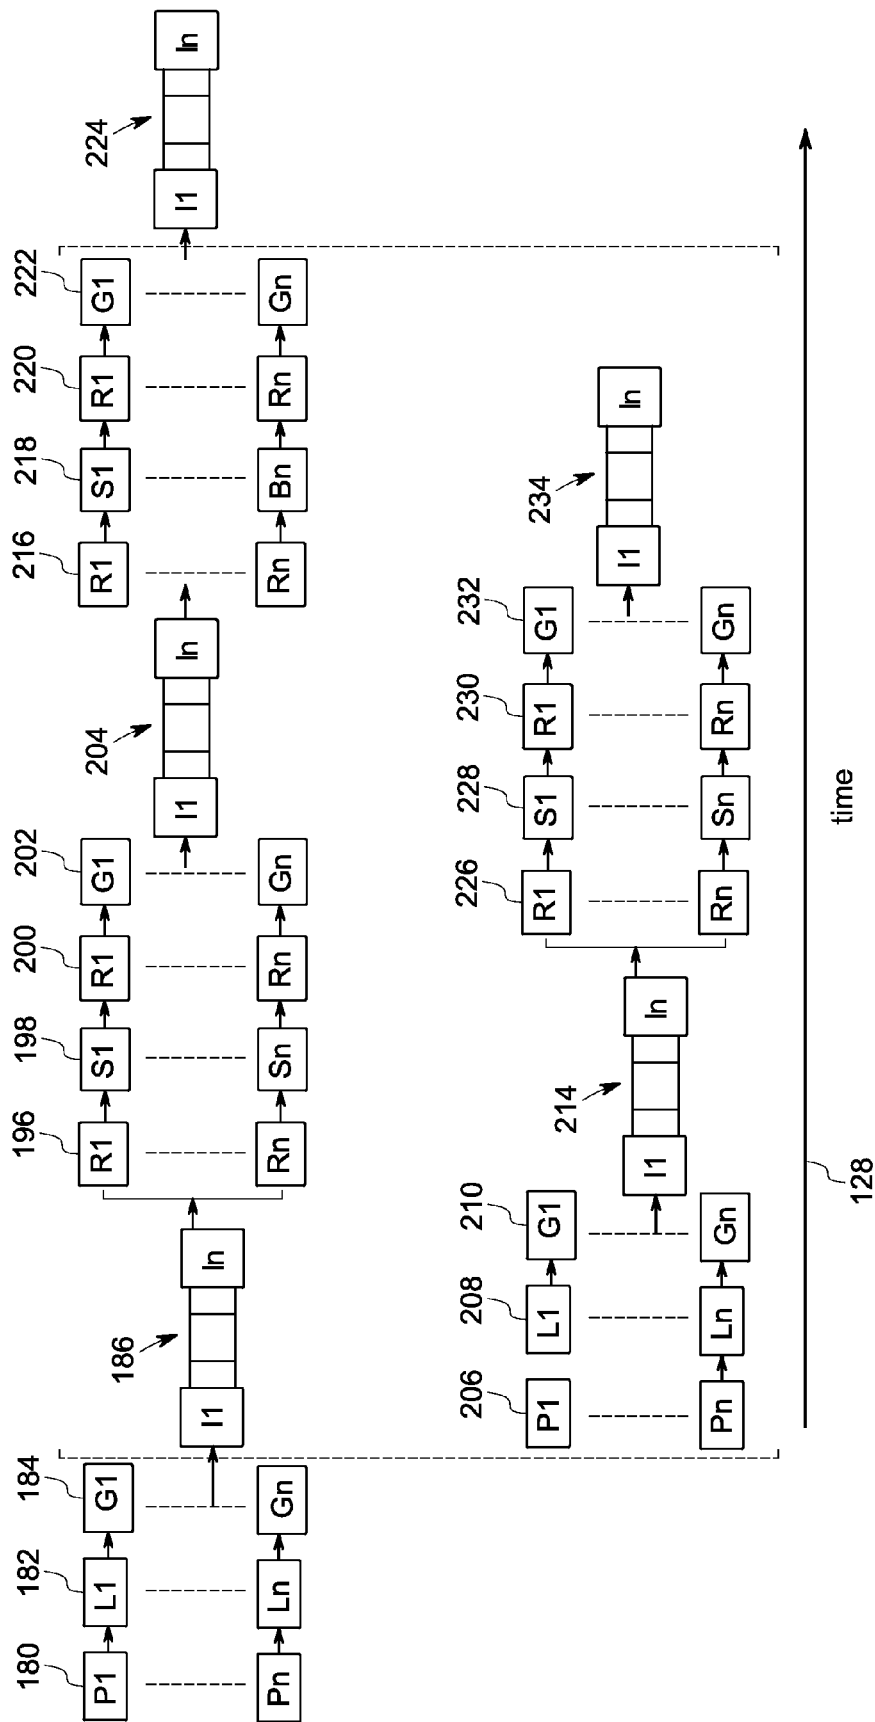 180 182 184 186 196 198 200 202 204 216 218 220 222 224
P1 L1 G1 R1 S1 R1 G1 R1 S1 R1 G1
I1 In I1 In I1 In
Pn Ln Gn Rn Sn Rn Gn Rn Bn Rn Gn
206 208 210 214 226 228 230 232 234
P1 L1 G1 R1 S1 R1 G1
I1 In I1 In
Pn Ln Gn Rn Sn Rn Gn
128
time